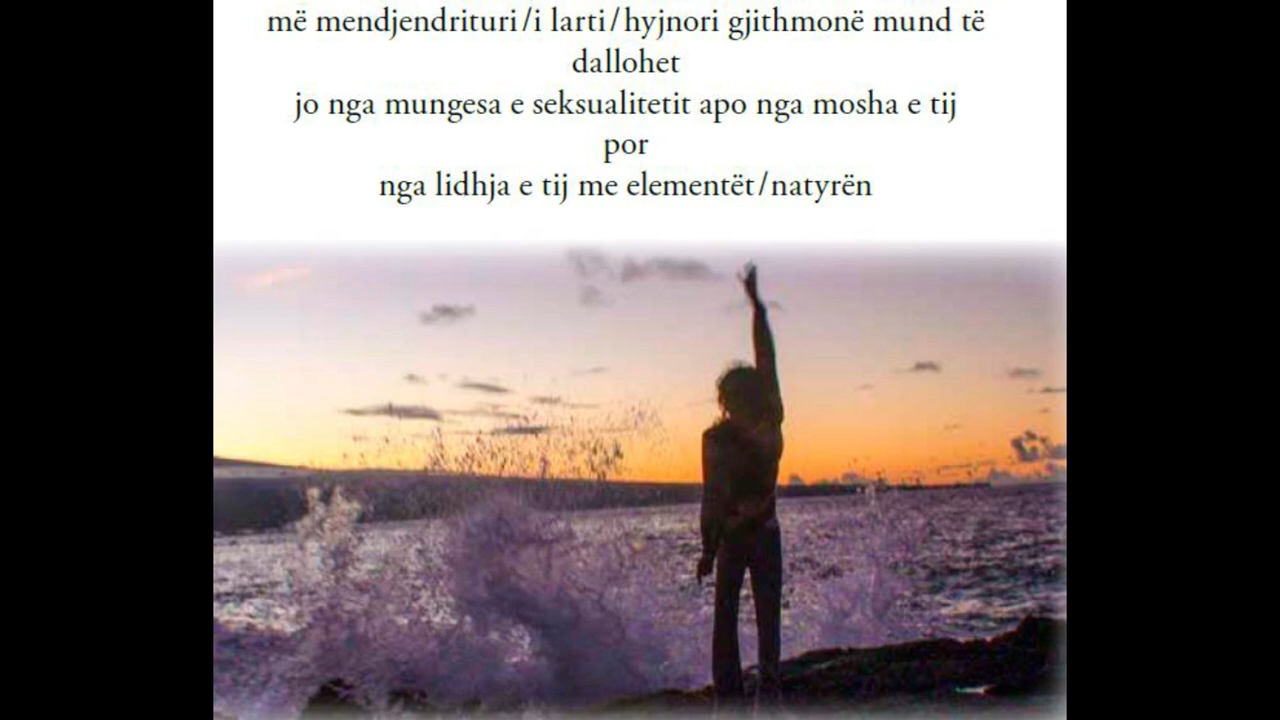 më mendjendrituri/i larti/hyjnori gjithmonë mund të
dallohet
jo nga mungesa e seksualitetit apo nga mosha e tij
por
nga lidhja e tij me elementët/natyrën